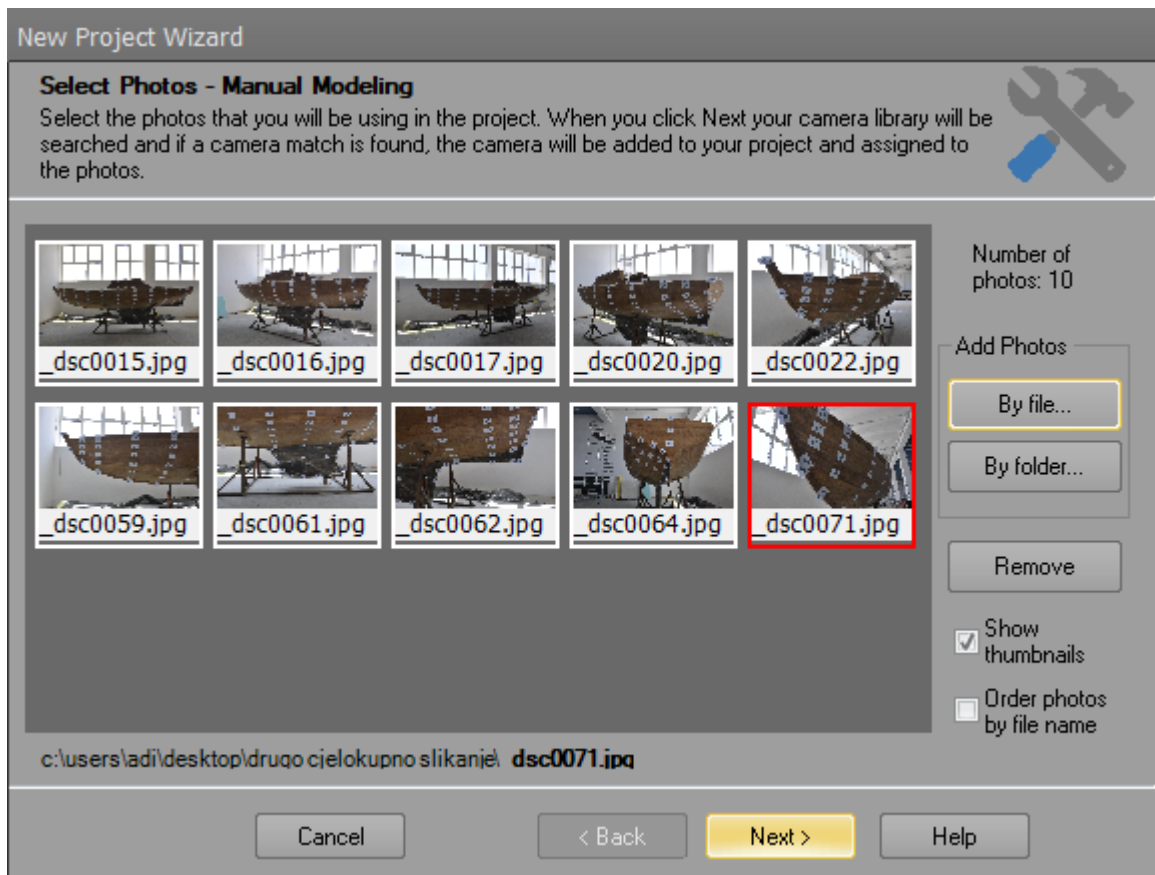 New Project Wizard
Select Photos - Manual Modeling
Select the photos that you will be using in the project. When you click Next your camera library will be
searched and if a camera match is found, the camera will be added to your project and assigned to
the photos.
_dsc0015.jpg _dsc0016.jpg _dsc0017.jpg _dsc0020.jpg _dsc0022.jpg
_dsc0059.jpg _dsc0061.jpg _dsc0062.jpg _dsc0064.jpg _dsc0071.jpg
Number of
photos: 10
Add Photos
By file...
By folder...
Remove
Show
thumbnails
Order photos
by file name
c:\users\adi\desktop\drugo cjelokupno slikanje\_dsc0071.jpg
Cancel
< Back
Next >
Help